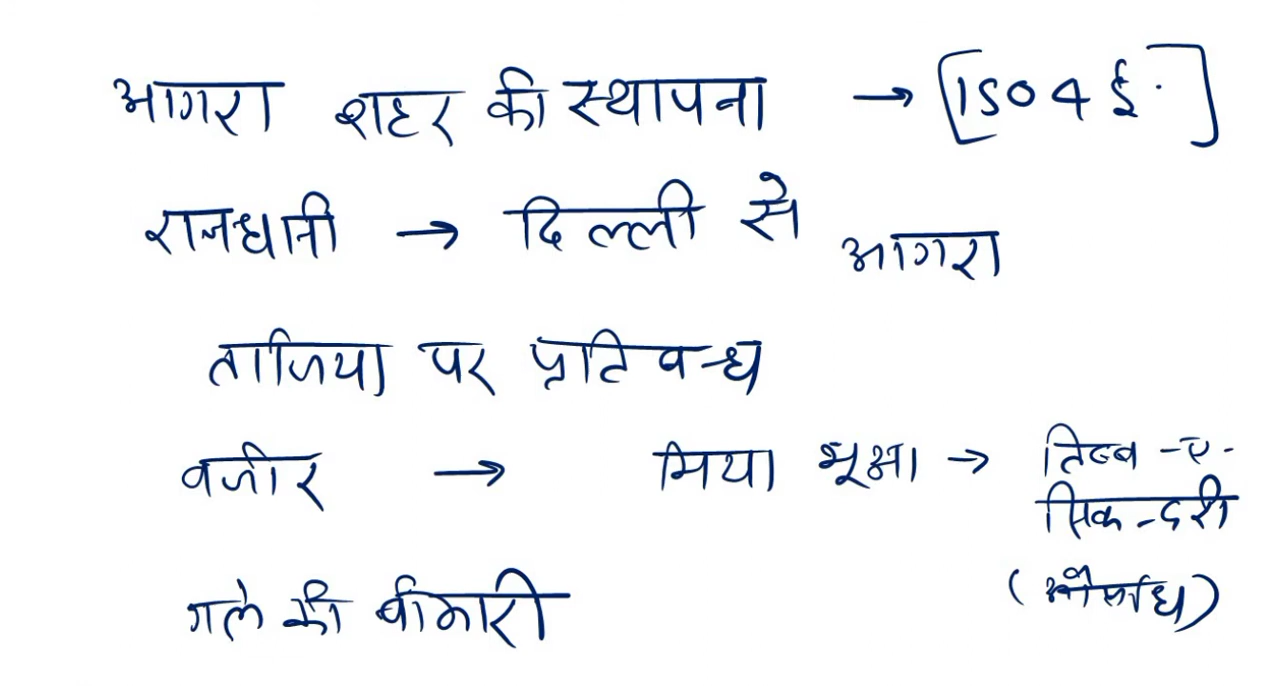 आगरा शहर की स्थापना → [1504 ई.]
राजधानी → दिल्ली से आगरा
ताजिया पर प्रतिबन्ध
वजीर → मिया भूआ → तिब्ब-ए-
सिकन्दरी
गले की बीमारी (औषधि)